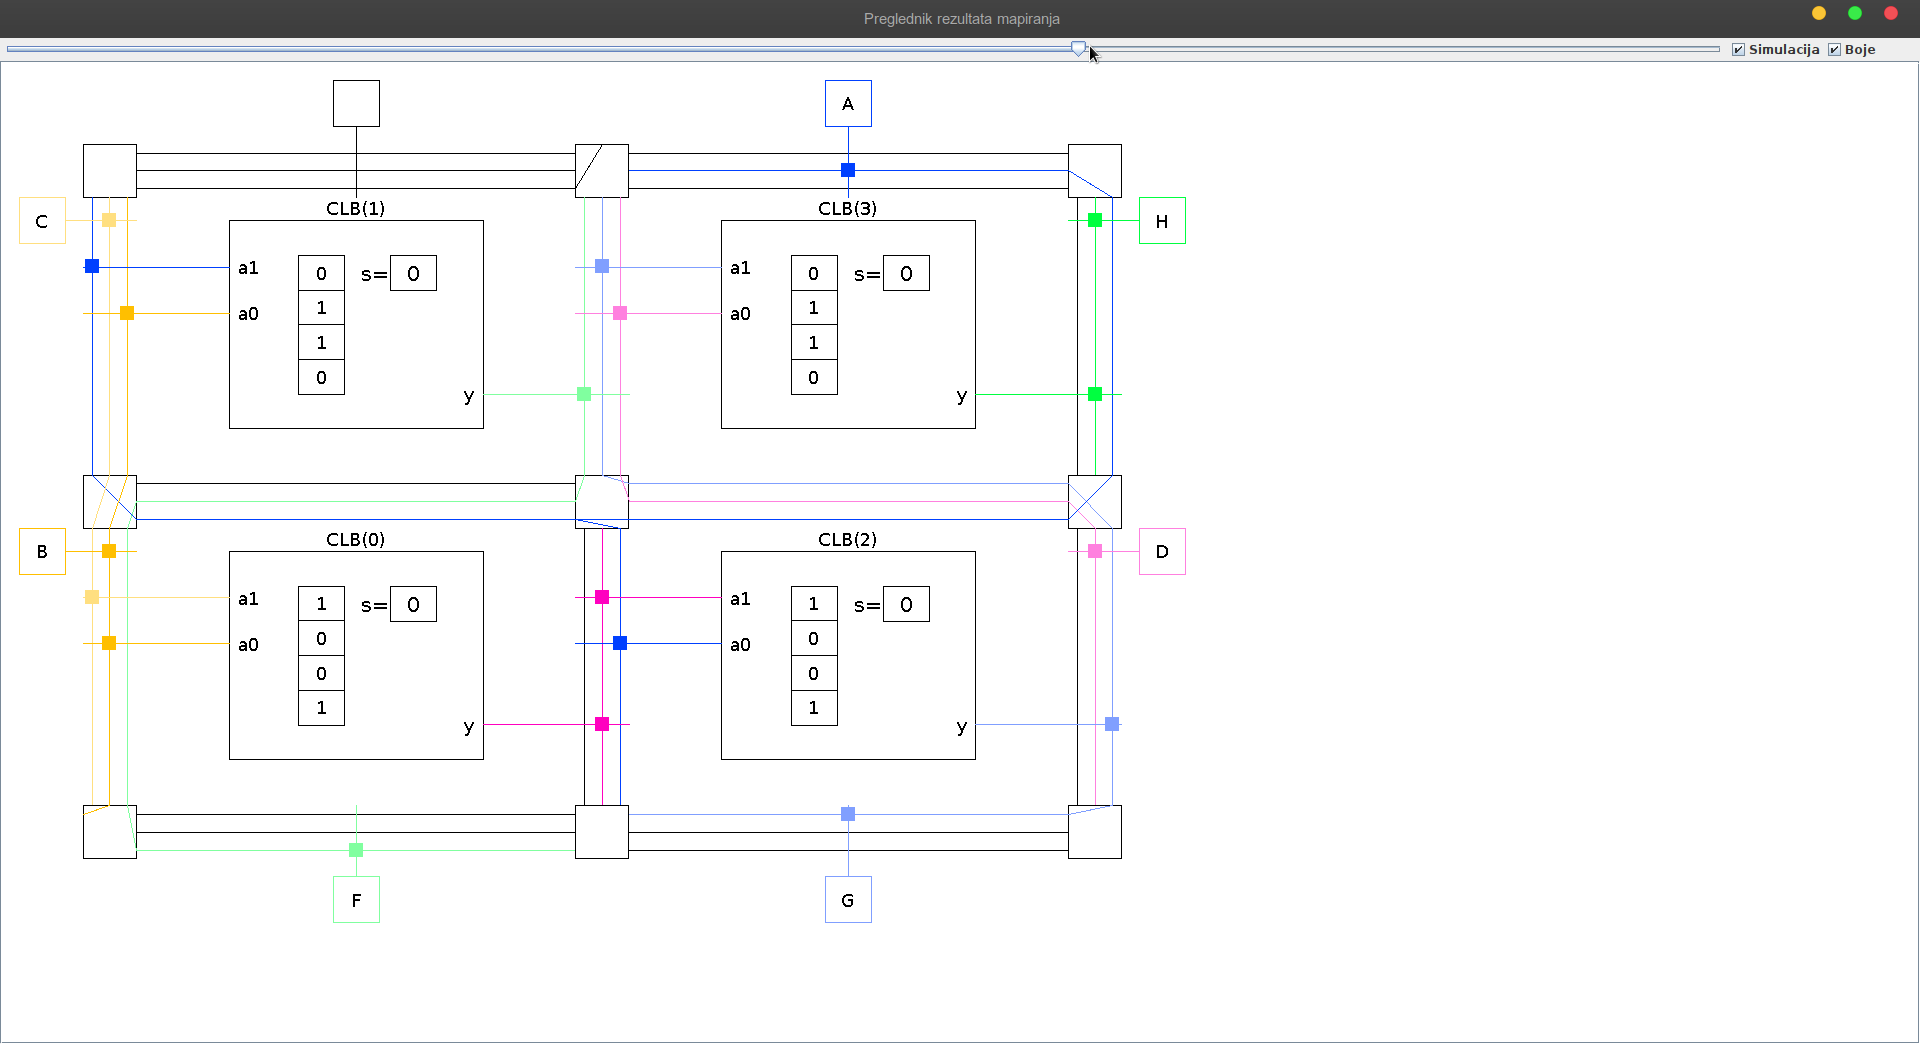 Preglednik rezultata mapiranja
Simulacija Boje
A
C
CLB(1)
a1
a0
0
1
1
0
s= 0
y
CLB(3)
a1
a0
0
1
1
0
s= 0
y
H
B
CLB(0)
a1
a0
1
0
0
1
s= 0
y
CLB(2)
a1
a0
1
0
0
1
s= 0
y
D
F
G